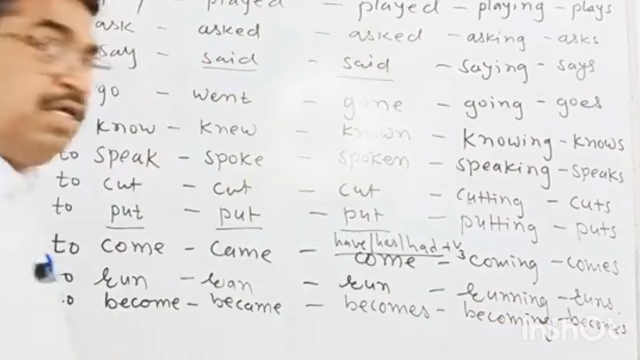 played - played - playing - plays
ask - asked - asked - asking - asks
say - said - said - saying - says
go - went - gone - going - goes
know - knew - known - knowing - knows
to speak - spoke - spoken - speaking - speaks
to cut - cut - cut - cutting - cuts
to put - put - put - putting - puts
have/has/had + V3
to come - came - come - coming - comes
to run - ran - run - running - runs
to become - became - becomes - becoming - becomes
InShOt